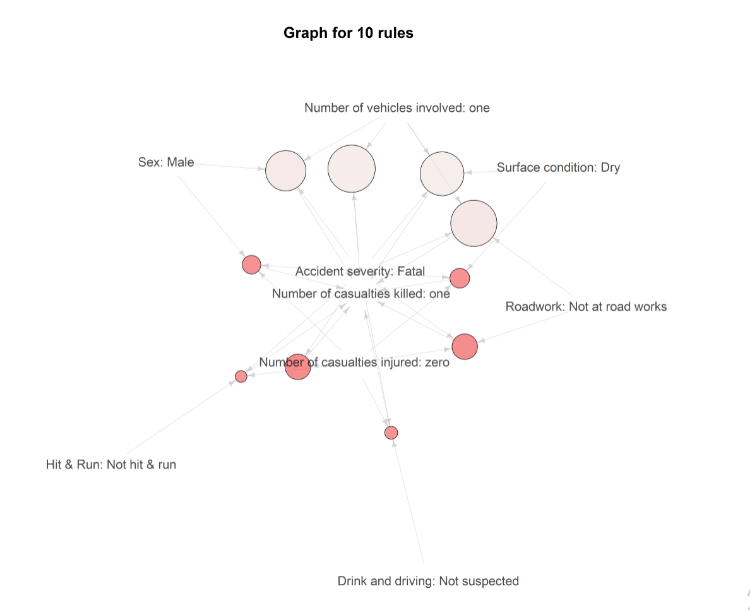 Graph for 10 rules
Number of vehicles involved: one
Sex: Male
Surface condition: Dry
Accident severity: Fatal
Number of casualties killed: one
Roadwork: Not at road works
Number of casualties injured: zero
Hit & Run: Not hit & run
Drink and driving: Not suspected